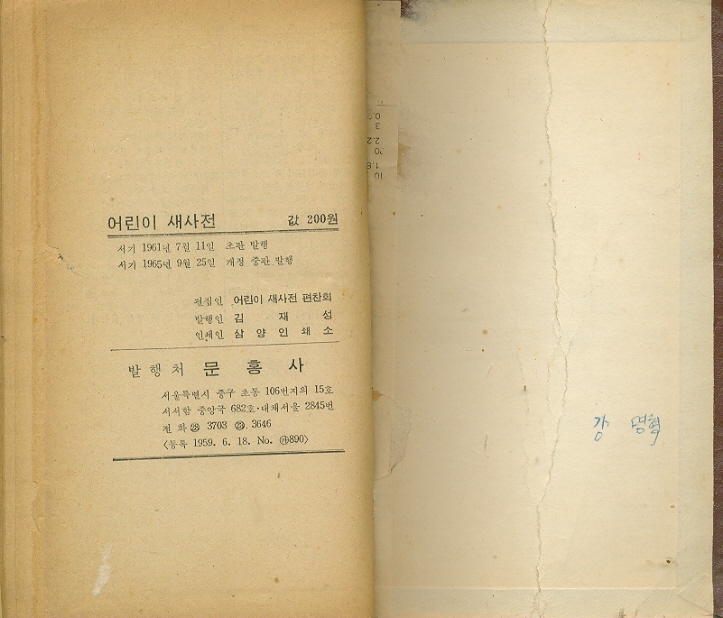 어린이 새사전 값 200원
서기 1961년 7월 11일 초판 발행
서기 1965년 9월 25일 개정 중판 발행
편집인 어린이 새사전 편찬회
발행인 김 재 성
인쇄인 삼 양 인 쇄 소
발행처 문 홍 사
서울특별시 중구 초동 106번지의 15호
서서함 중앙국 682호·대체서울 2845번
전화 3703 3646
〈등록 1959. 6. 18. No. 890〉
강 명혁